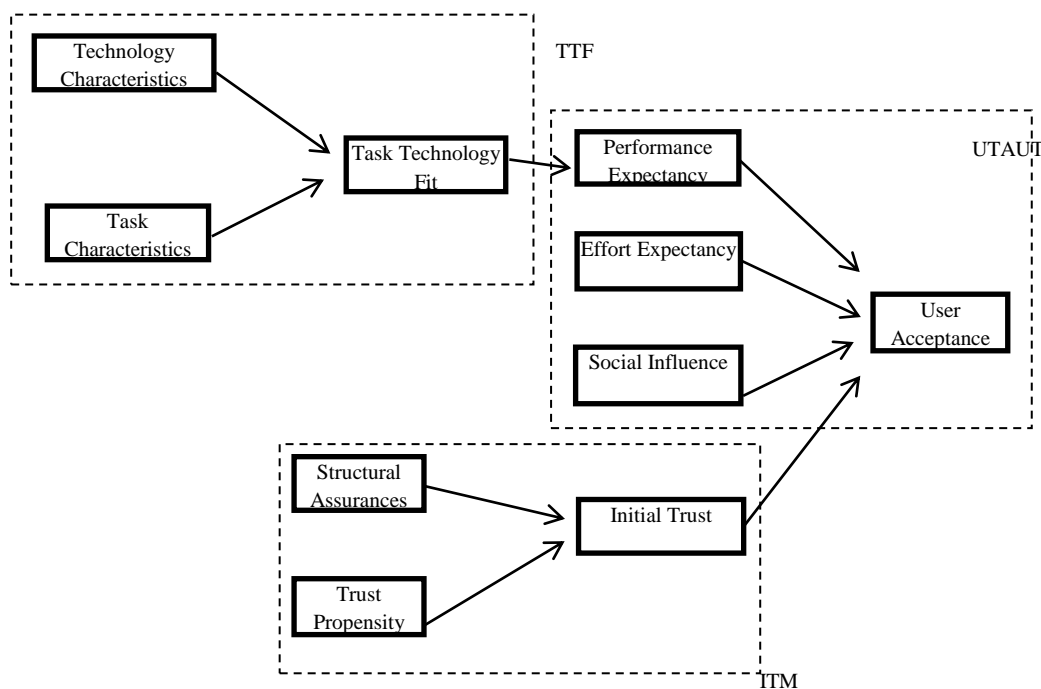 Technology
Characteristics
TTF
Task Technology
Fit
Task
Characteristics
Performance
Expectancy
UTAUT
Effort Expectancy
User
Acceptance
Social Influence
Structural
Assurances
Initial Trust
Trust
Propensity
ITM